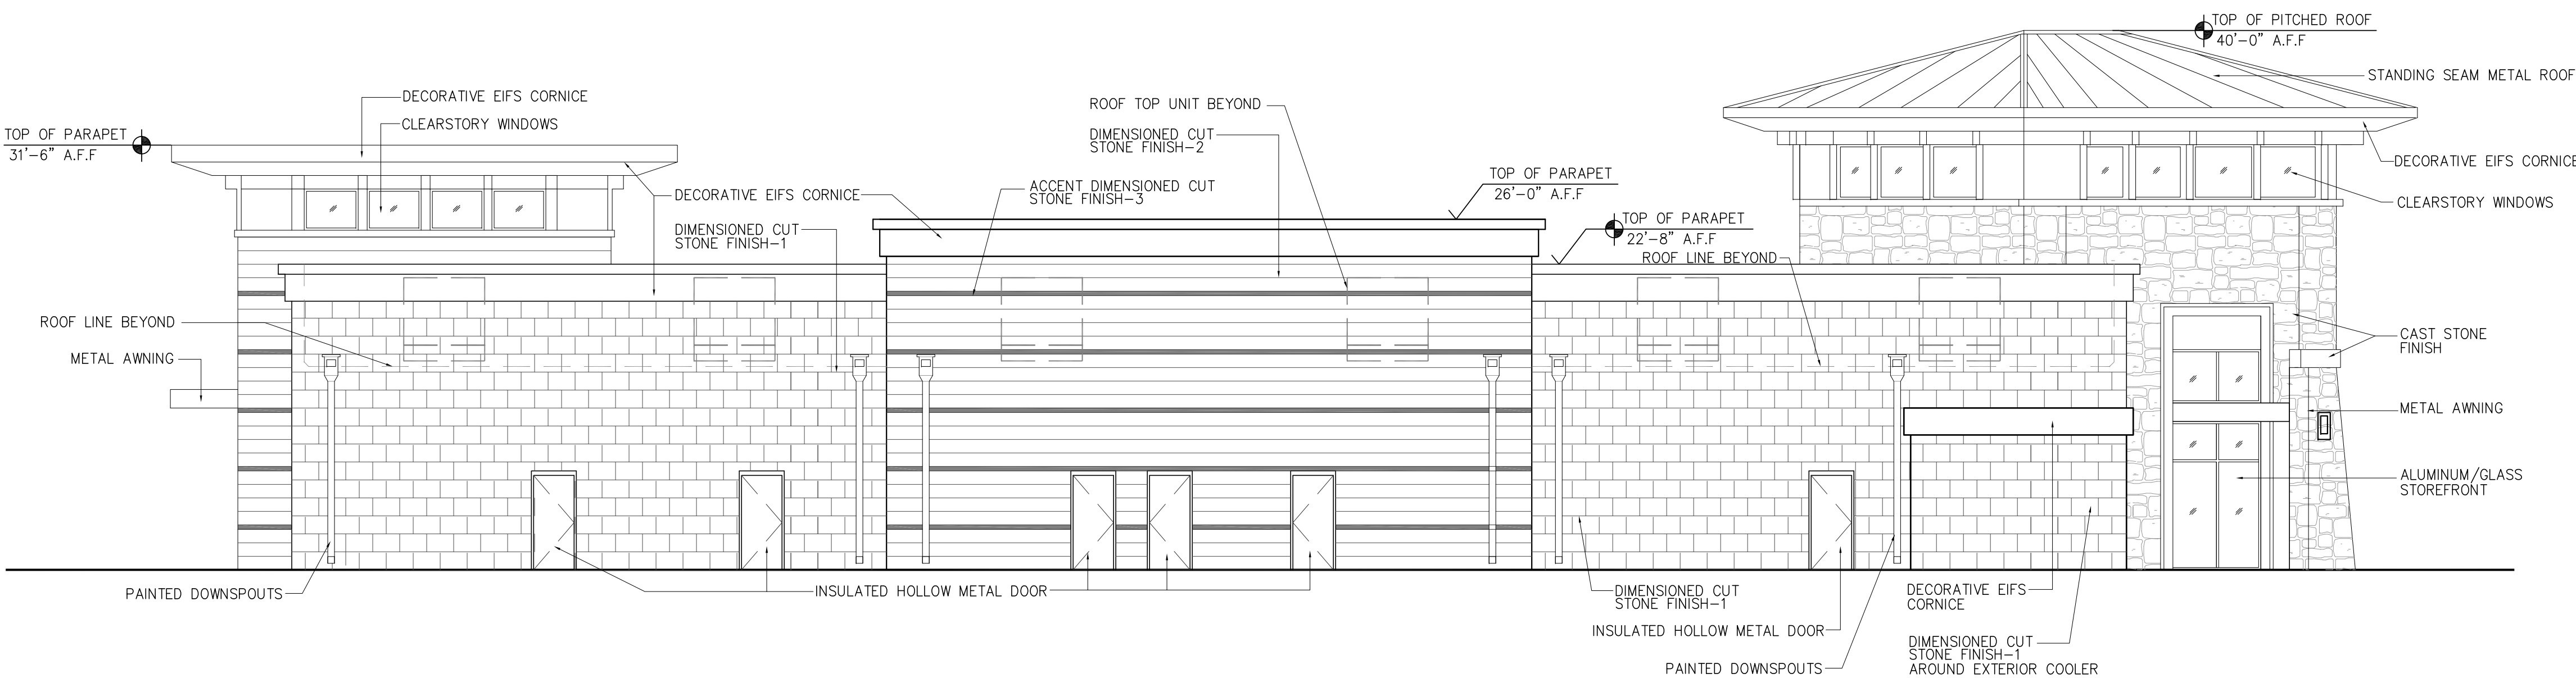 TOP OF PITCHED ROOF
40'-0" A.F.F
STANDING SEAM METAL ROOF
DECORATIVE EIFS CORNICE
CLEARSTORY WINDOWS
TOP OF PARAPET
31'-6" A.F.F
ROOF TOP UNIT BEYOND
DIMENSIONED CUT
STONE FINISH-2
DECORATIVE EIFS CORNICE
CLEARSTORY WINDOWS
DECORATIVE EIFS CORNICE
ACCENT DIMENSIONED CUT
STONE FINISH-3
TOP OF PARAPET
26'-0" A.F.F
TOP OF PARAPET
22'-8" A.F.F
DIMENSIONED CUT
STONE FINISH-1
ROOF LINE BEYOND
ROOF LINE BEYOND
METAL AWNING
CAST STONE
FINISH
METAL AWNING
ALUMINUM/GLASS
STOREFRONT
PAINTED DOWNSPOUTS
INSULATED HOLLOW METAL DOOR
DIMENSIONED CUT
STONE FINISH-1
DECORATIVE EIFS
CORNICE
INSULATED HOLLOW METAL DOOR
PAINTED DOWNSPOUTS
DIMENSIONED CUT
STONE FINISH-1
AROUND EXTERIOR COOLER